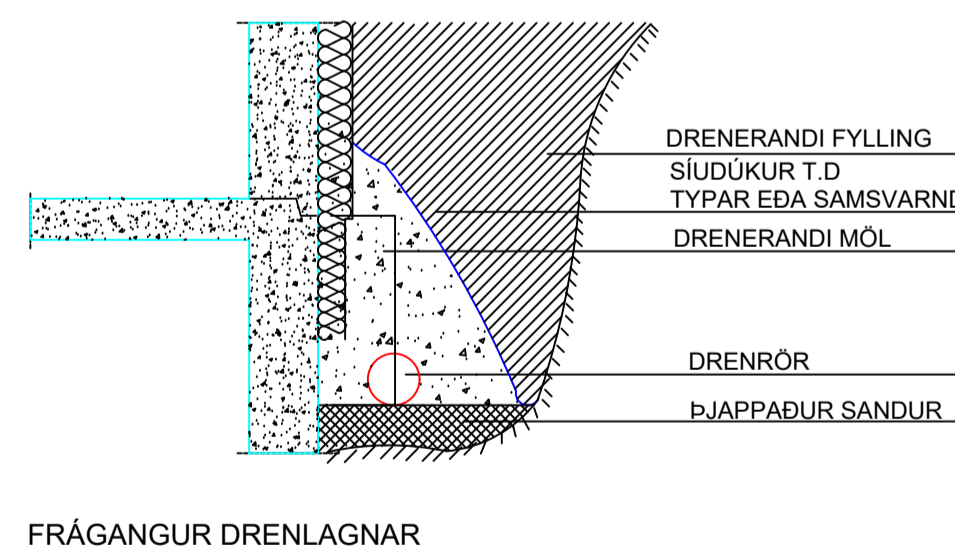 DRENERANDI FYLLING
SÍUDÚKUR T.D
TYPAR EÐA SAMSVARND
DRENERANDI MÖL
DRENRÖR
ÞJAPPAÐUR SANDUR
FRÁGANGUR DRENLAGNAR